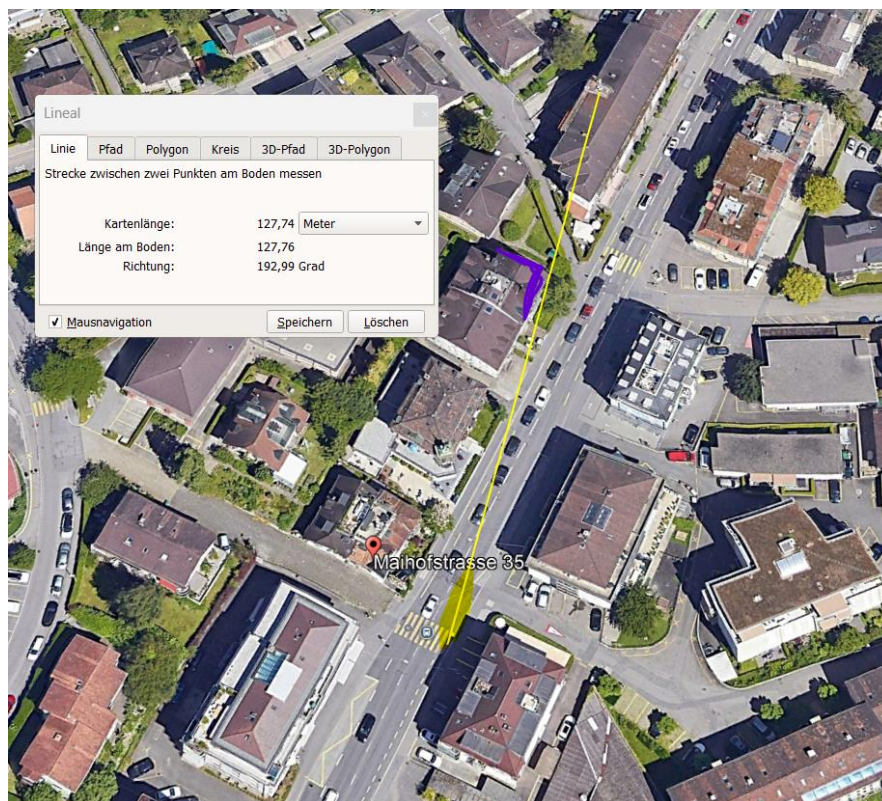 Lineal
Linie Pfad Polygon Kreis 3D-Pfad 3D-Polygon
Strecke zwischen zwei Punkten am Boden messen
Kartenlänge: 127,74 Meter
Länge am Boden: 127,76
Richtung: 192,99 Grad
Mausnavigation Speichern Löschen
Maihofstrasse 35